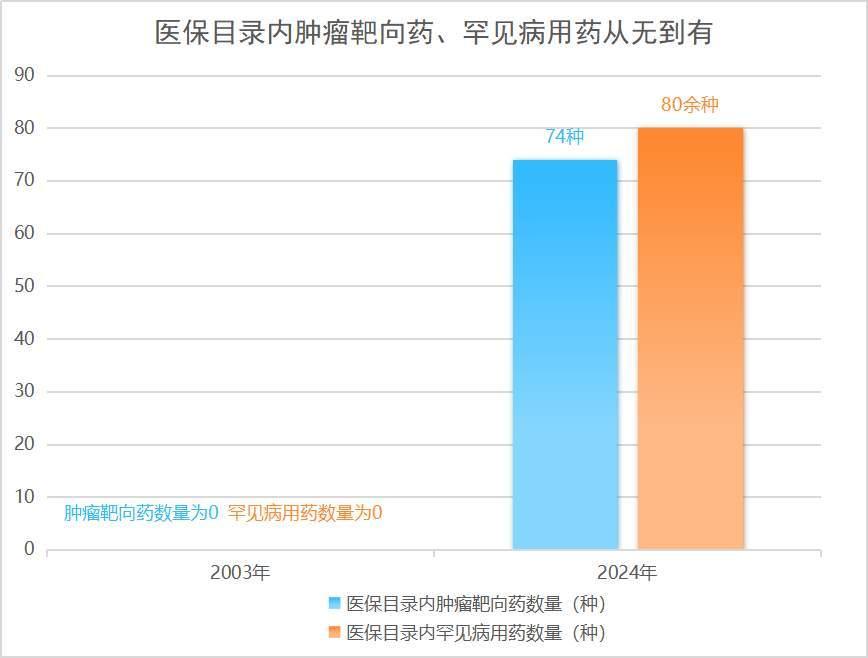 医保目录内肿瘤靶向药、罕见病用药从无到有
90
80余种
80
74种
70
60
50
40
30
20
10
肿瘤靶向药数量为0 罕见病用药数量为0
0
2003年 2024年
医保目录内肿瘤靶向药数量（种）
医保目录内罕见病用药数量（种）